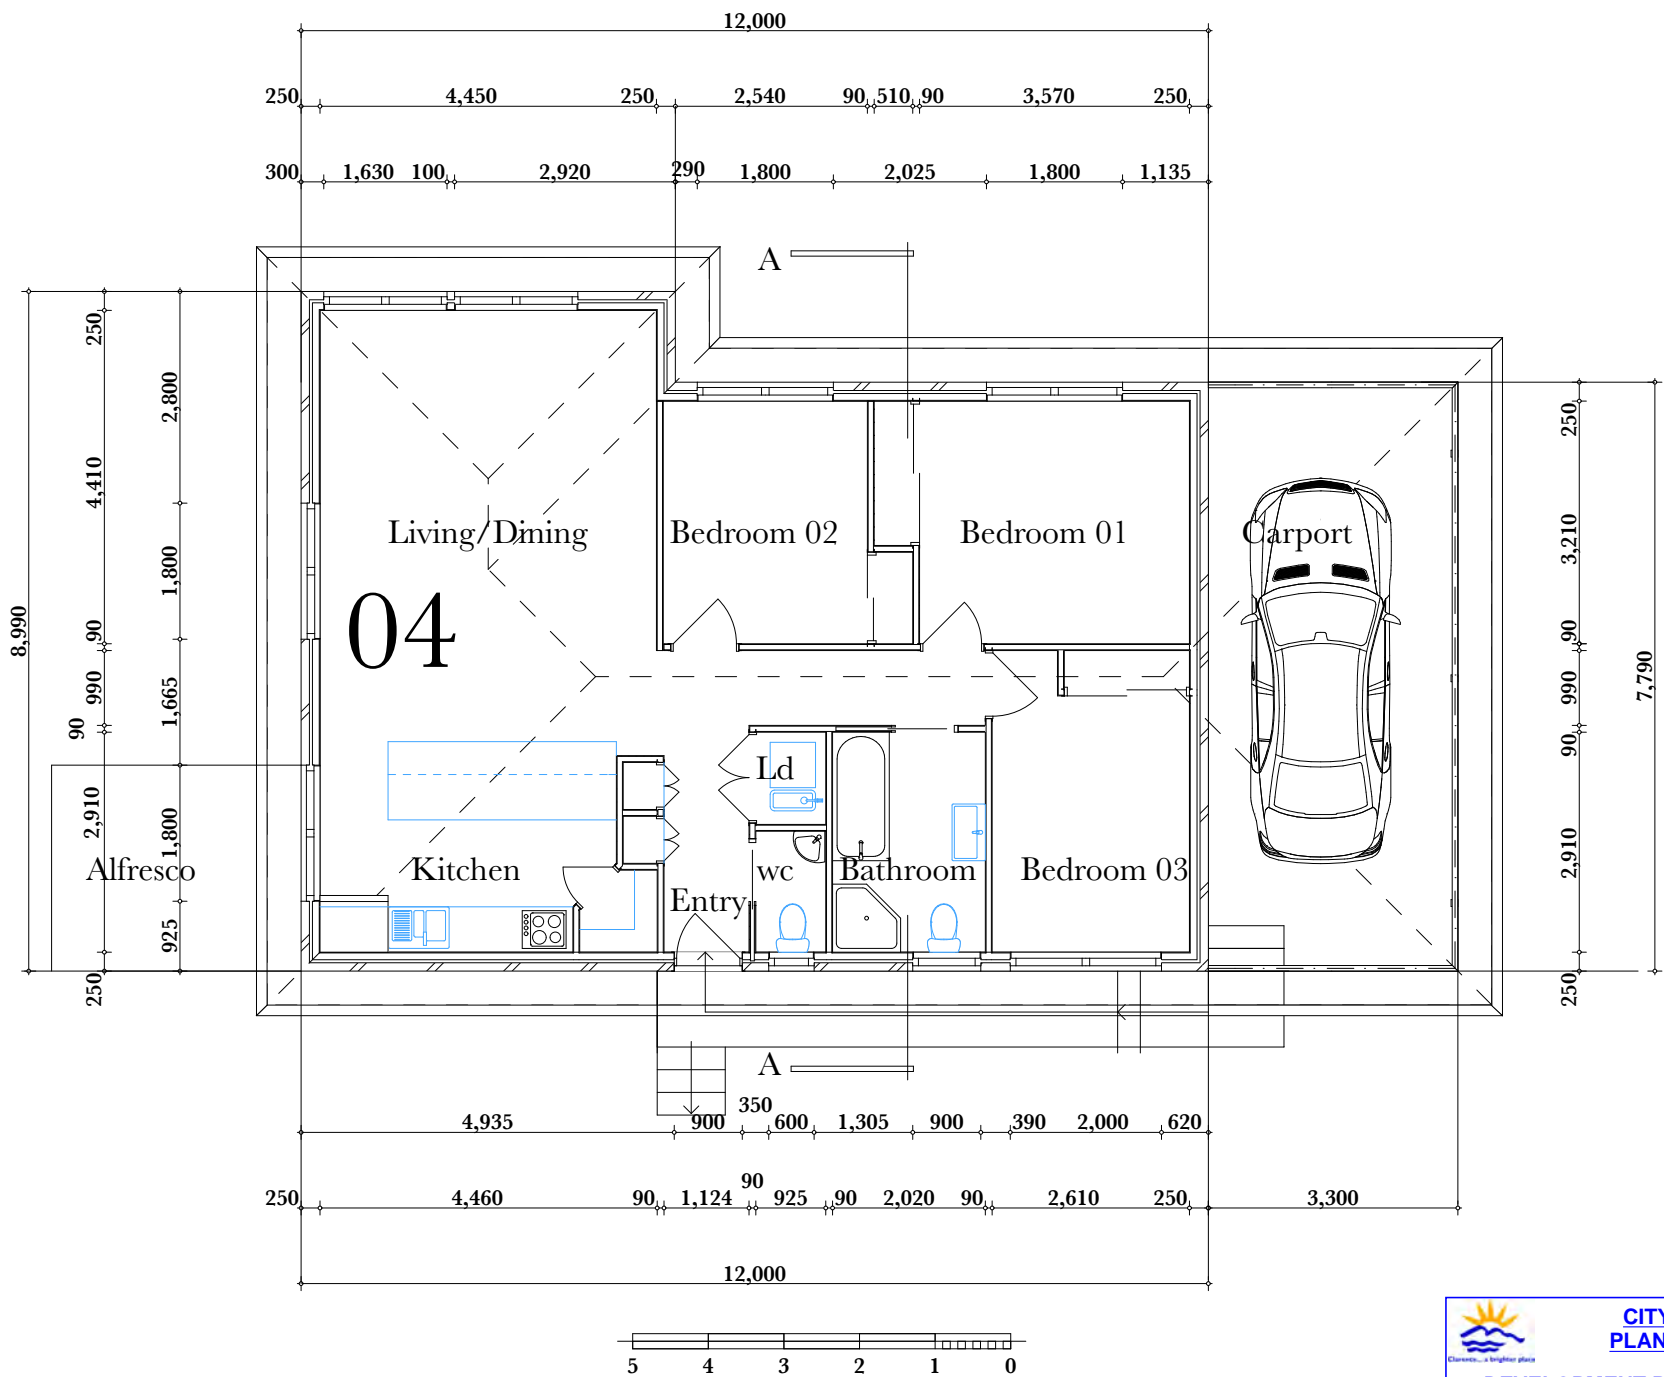 12,000
250 4,450 250 2,540 90 510 90 3,570 250
300 1,630 100 2,920 290 1,800 2,025 1,800 1,135
A
8,990
250
4,410
90
990
90
2,910
250
2,800
1,800
1,665
1,800
925
Living/Dining Bedroom 02 Bedroom 01 Carport
04
Ld
Alfresco Kitchen wc Bathroom Bedroom 03
Entry
250
3,210
90
990
90
2,910
250
7,790
A
350
4,935 900 600 1,305 900 390 2,000 620
90
250 4,460 90 1,124 925 90 2,020 90 2,610 250 3,300
12,000
5 4 3 2 1 0
CITY
PLAN
Clarence... a brighter place